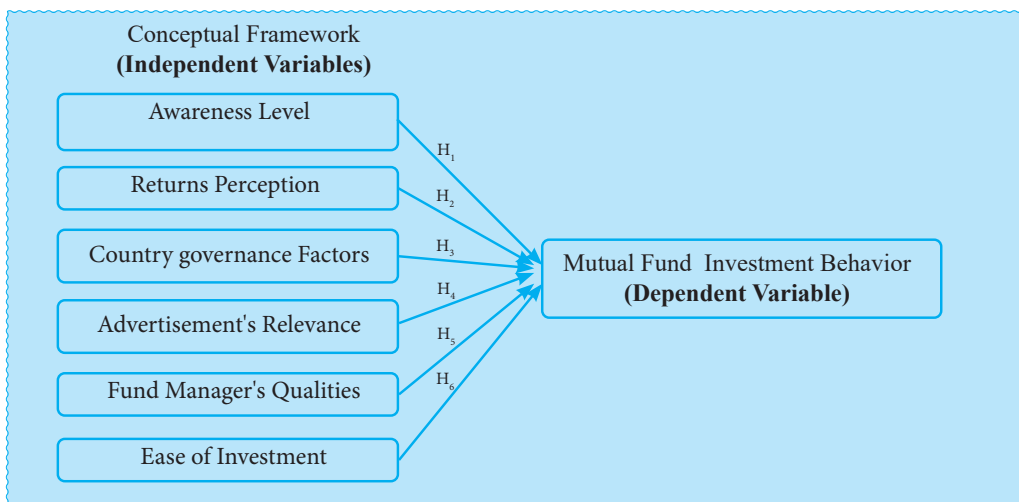 Conceptual Framework
(Independent Variables)
Awareness Level
H₁
Returns Perception
H₂
Country governance Factors
H₃
Mutual Fund Investment Behavior
(Dependent Variable)
H₄
Advertisement's Relevance
H₅
Fund Manager's Qualities
H₆
Ease of Investment